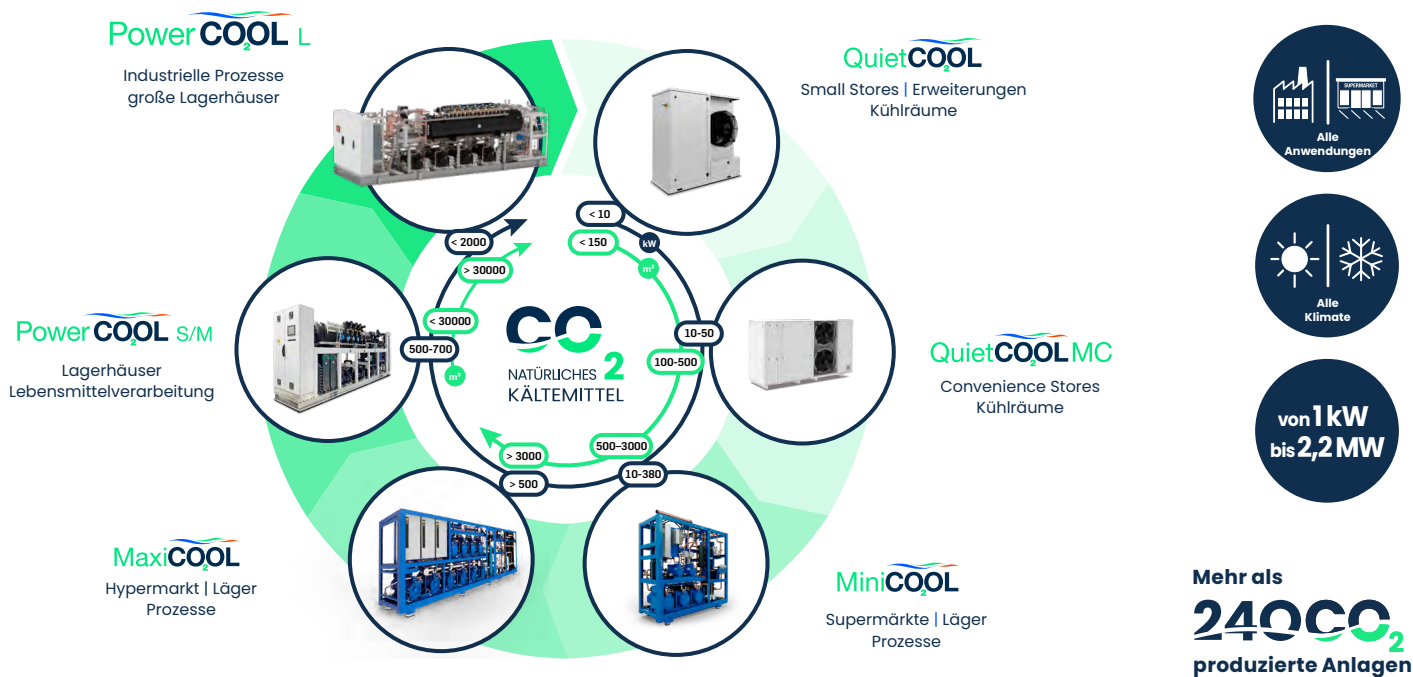 PowerCO₂OL L
Industrielle Prozesse
große Lagerhäuser
QuietCO₂OL
Small Stores | Erweiterungen
Kühlräume
SUPERMARKET
Alle
Anwendungen
< 10
kW
< 150
m²
< 2000
> 30000
< 30000
500-700
m³
10-50
100-500
CO₂
NATÜRLICHES
KÄLTEMITTEL
500–3000
10-380
> 3000
> 500
PowerCO₂OL S/M
Lagerhäuser
Lebensmittelverarbeitung
QuietCO₂OL MC
Convenience Stores
Kühlräume
Alle
Klimate
von 1 kW
bis 2,2 MW
MaxiCO₂OL
Hypermarkt | Läger
Prozesse
MiniCO₂OL
Supermärkte | Läger
Prozesse
Mehr als
240CO₂
produzierte Anlagen